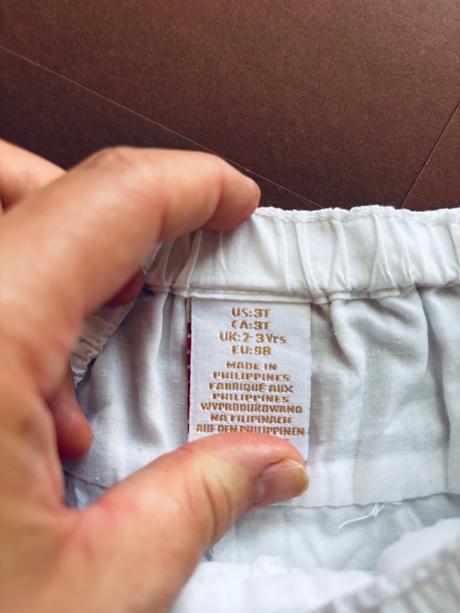 US:3T
CA:3T
UK:2-3Yrs
EU:98
MADE IN
PHILIPPINES
FABRIQUÉ AUX
PHILIPPINES
WYPRODUKOWANO
NA FILIPINACH
AUF DEN PHILIPPINEN